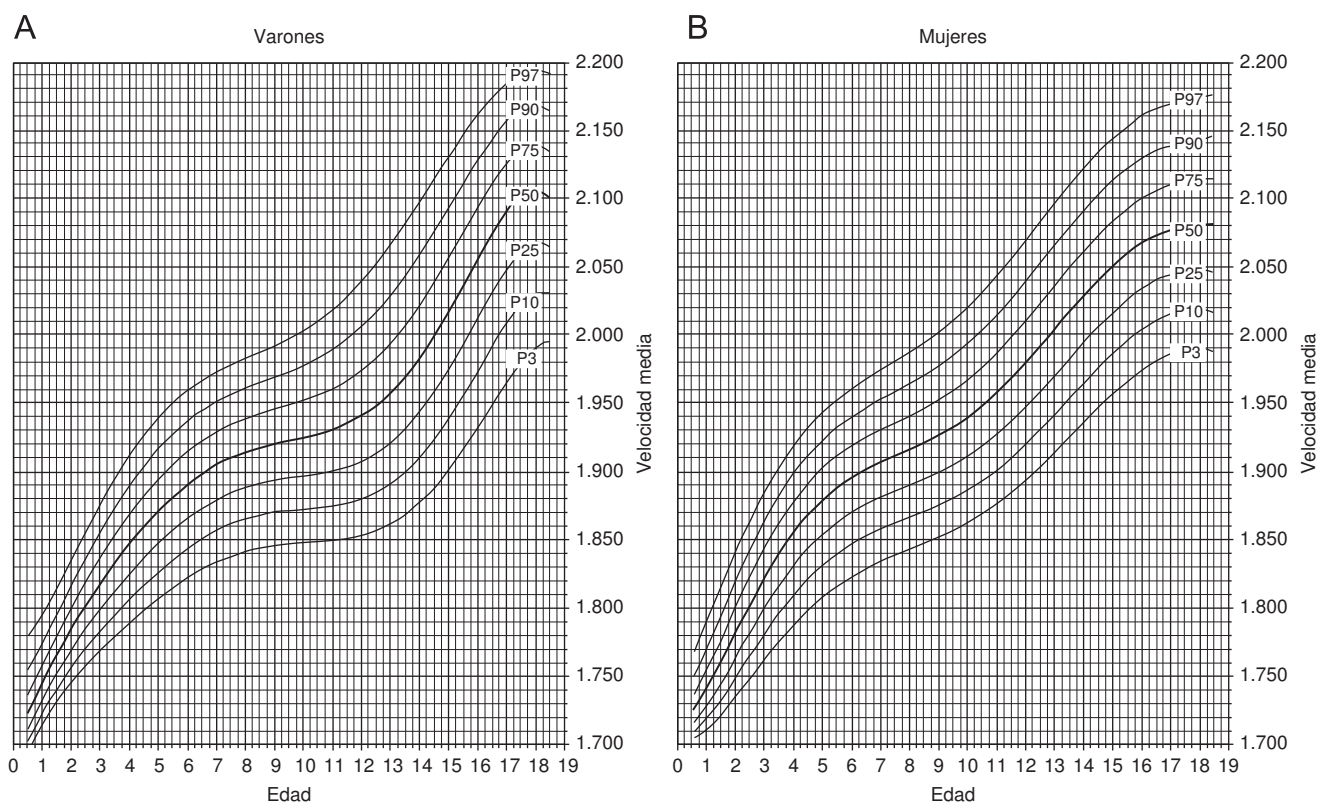 A
Varones
2.200
2.150
2.100
2.050
2.000
1.950
1.900
1.850
1.800
1.750
1.700
P97
P90
P75
P50
P25
P10
P3
Velocidad media
0 1 2 3 4 5 6 7 8 9 10 11 12 13 14 15 16 17 18 19
Edad
B
Mujeres
2.200
2.150
2.100
2.050
2.000
1.950
1.900
1.850
1.800
1.750
1.700
P97
P90
P75
P50
P25
P10
P3
Velocidad media
0 1 2 3 4 5 6 7 8 9 10 11 12 13 14 15 16 17 18 19
Edad